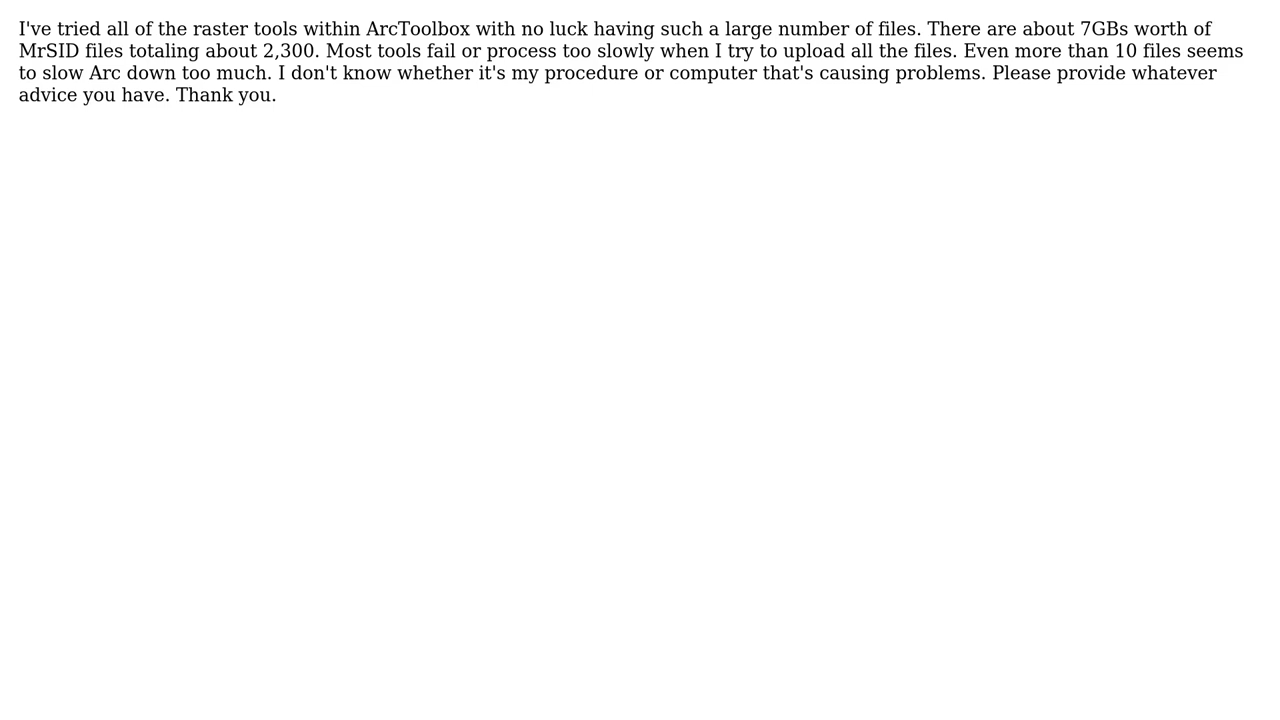 I've tried all of the raster tools within ArcToolbox with no luck having such a large number of files. There are about 7GBs worth of
MrSID files totaling about 2,300. Most tools fail or process too slowly when I try to upload all the files. Even more than 10 files seems
to slow Arc down too much. I don't know whether it's my procedure or computer that's causing problems. Please provide whatever
advice you have. Thank you.